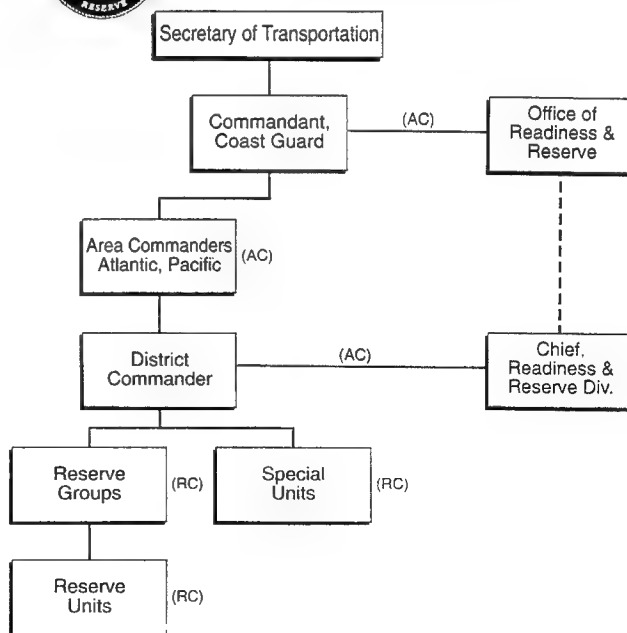 RESERVE
Secretary of Transportation
Commandant,
Coast Guard
(AC)
Office of
Readiness &
Reserve
Area Commanders
Atlantic, Pacific
(AC)
District
Commander
(AC)
Chief,
Readiness &
Reserve Div.
Reserve
Groups
(RC)
Special
Units
(RC)
Reserve
Units
(RC)